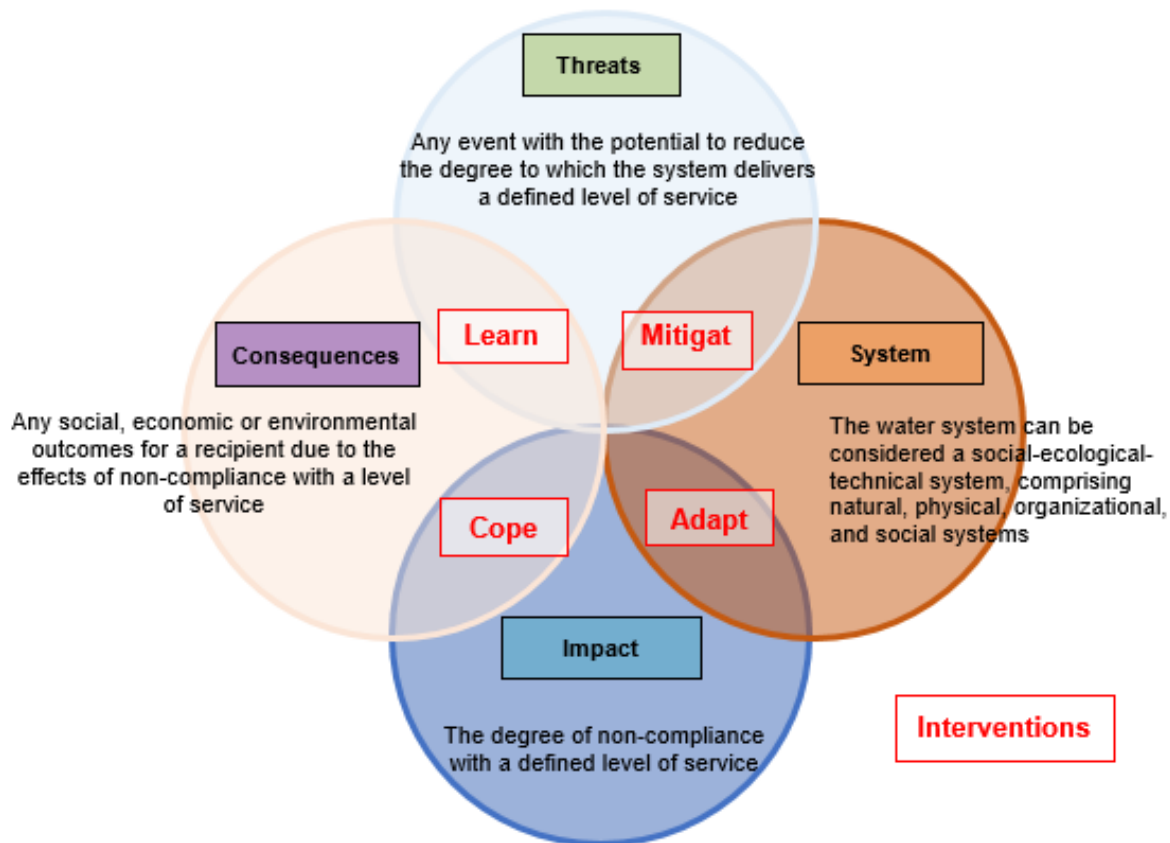 Threats
Any event with the potential to reduce
the degree to which the system delivers
a defined level of service
Learn
Mitigat
Consequences
System
Any social, economic or environmental
outcomes for a recipient due to the
effects of non-compliance with a level
of service
The water system can be
considered a social-ecological-
technical system, comprising
natural, physical, organizational,
and social systems
Cope
Adapt
Impact
The degree of non-compliance
with a defined level of service
Interventions